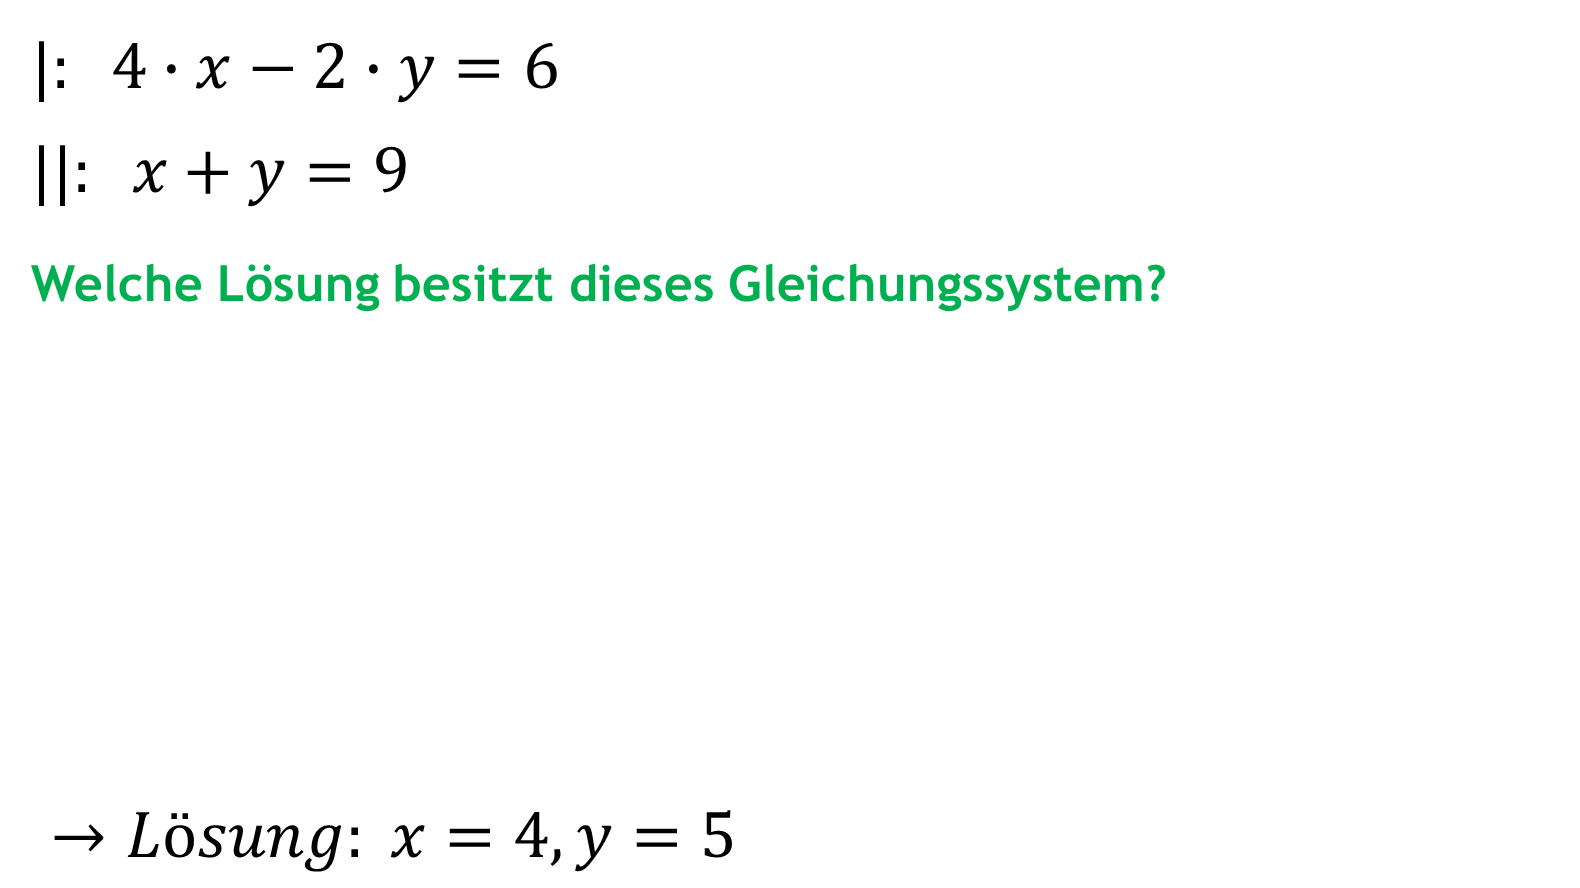 |: 4 · x − 2 · y = 6
||: x + y = 9
Welche Lösung besitzt dieses Gleichungssystem?
→ Lösung: x = 4, y = 5